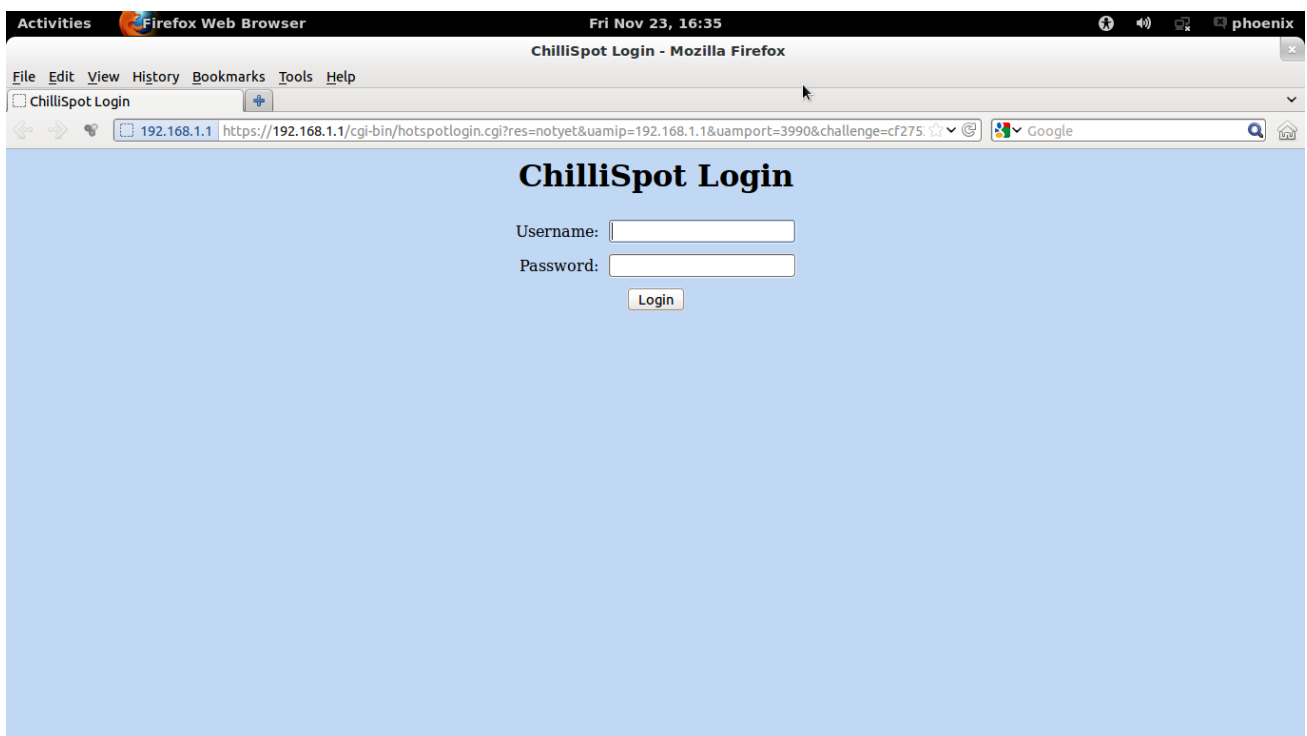 Activities Firefox Web Browser Fri Nov 23, 16:35 phoenix
ChilliSpot Login - Mozilla Firefox
File Edit View History Bookmarks Tools Help
ChilliSpot Login
192.168.1.1 https://192.168.1.1/cgi-bin/hotspotlogin.cgi?res=notyet&uamip=192.168.1.1&uamport=3990&challenge=cf275 Google
ChilliSpot Login
Username:
Password:
Login